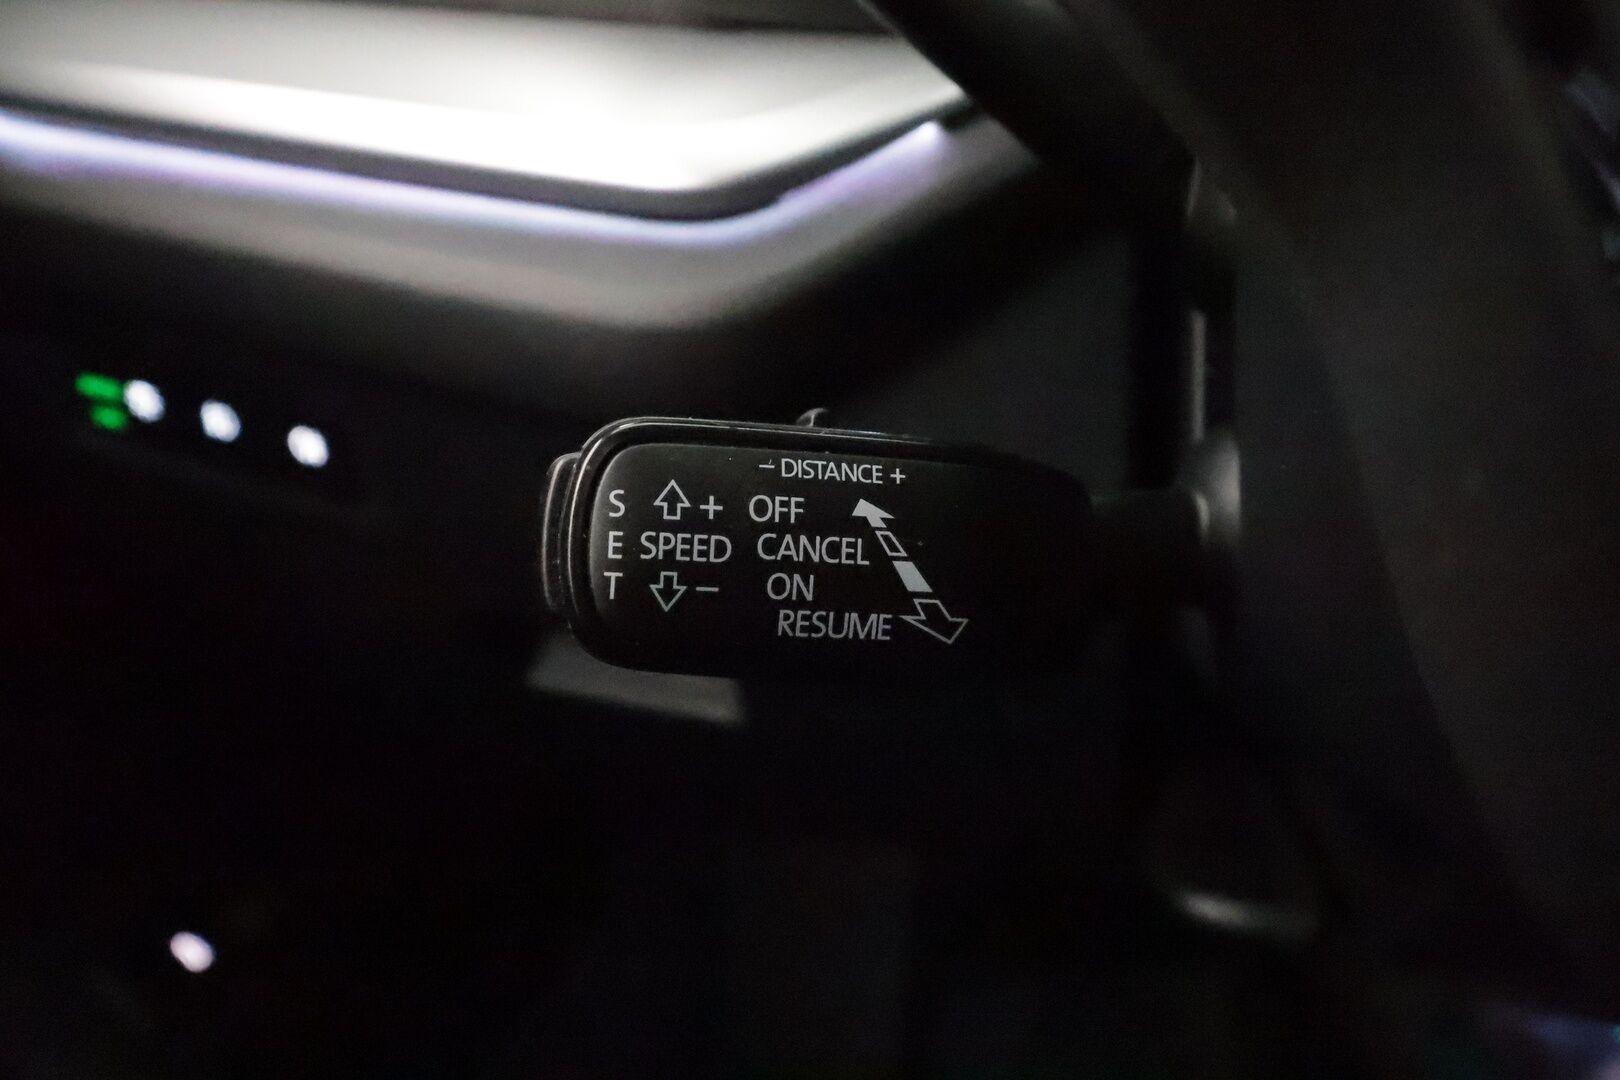 - DISTANCE +
S + OFF
E SPEED CANCEL
T - ON
RESUME